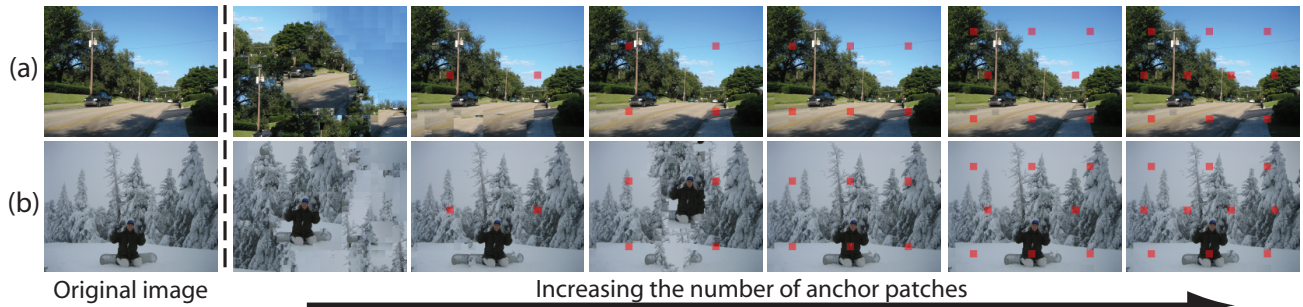 (a)
(b)
Original image
Increasing the number of anchor patches